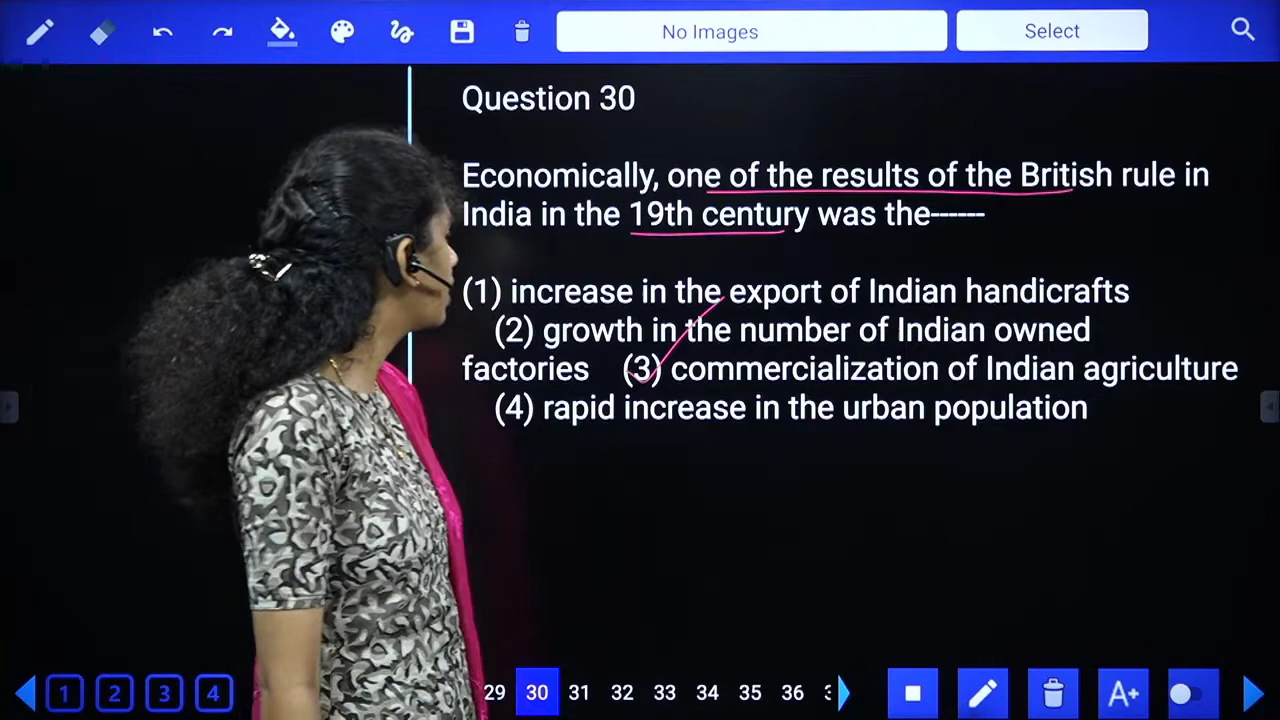 No Images
Select
Question 30
Economically, one of the results of the British rule in
India in the 19th century was the------
(1) increase in the export of Indian handicrafts
(2) growth in the number of Indian owned
factories (3) commercialization of Indian agriculture
(4) rapid increase in the urban population
1 2 3 4 29 30 31 32 33 34 35 36 A+